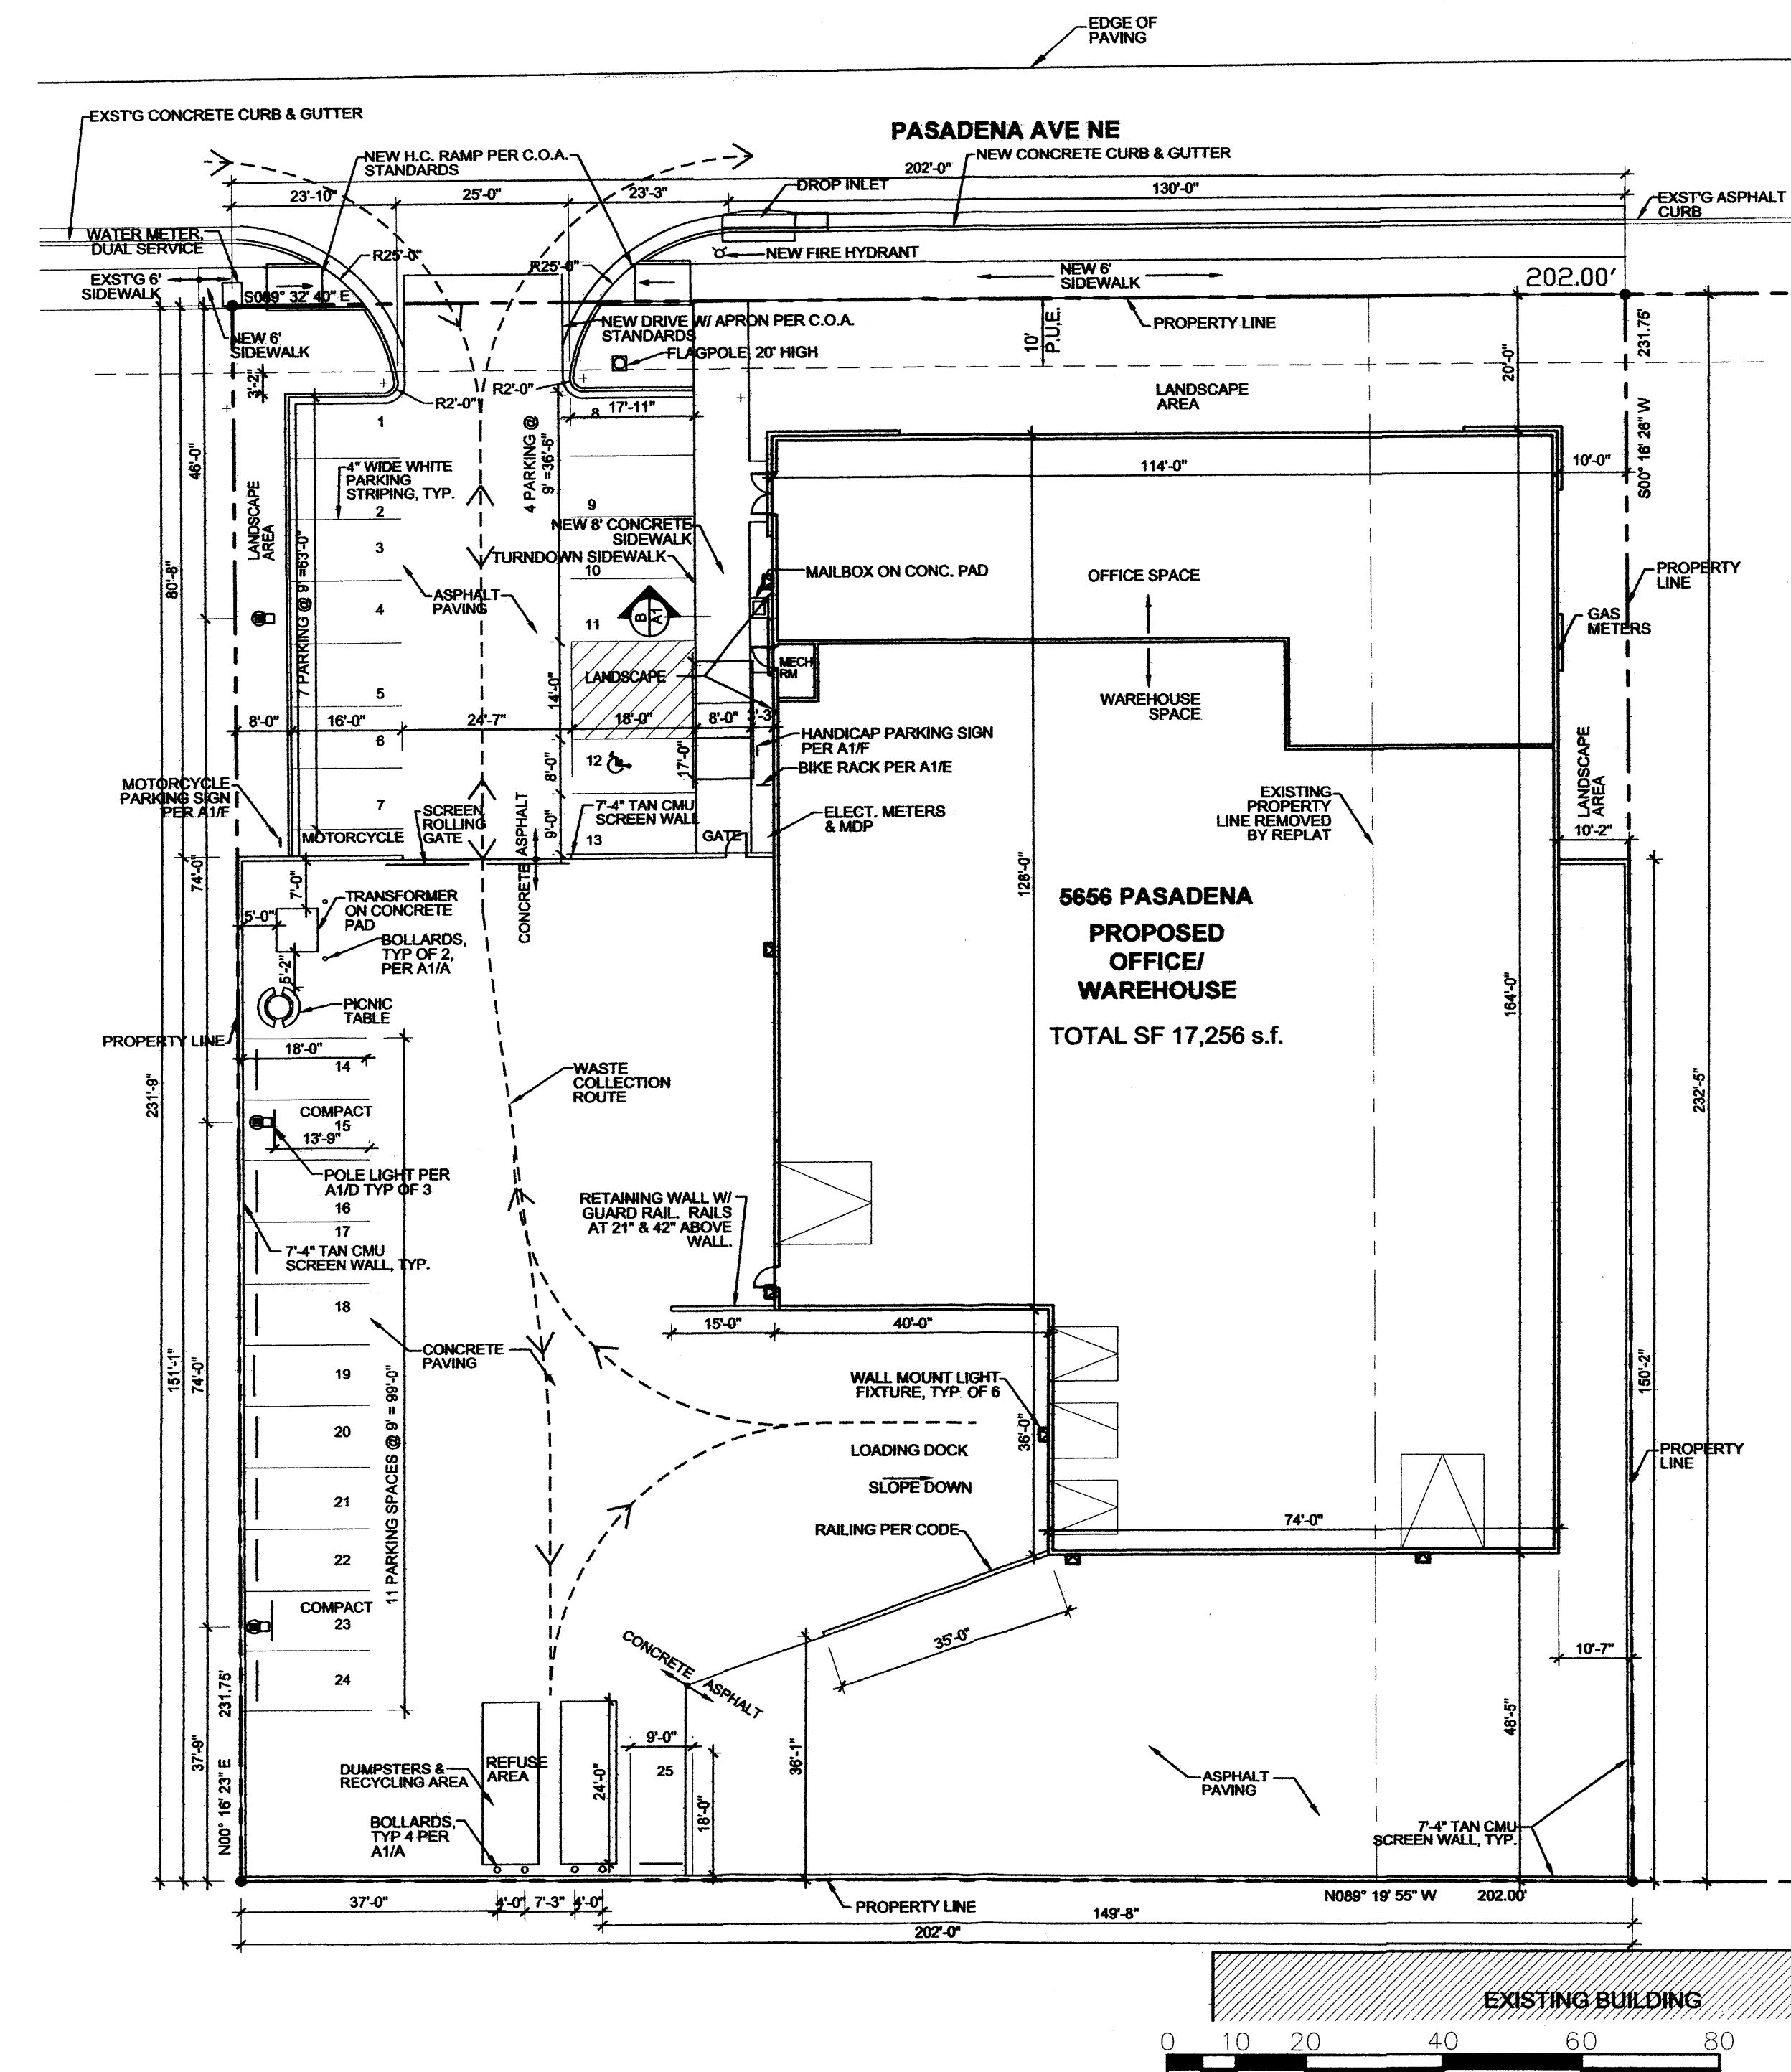 EDGE OF
PAVING
EXST'G CONCRETE CURB & GUTTER
PASADENA AVE NE
NEW H.C. RAMP PER C.O.A.
STANDARDS
NEW CONCRETE CURB & GUTTER
202'-0"
DROP INLET
23'-10"
25'-0"
23'-3"
130'-0"
EXST'G ASPHALT
CURB
WATER METER,
DUAL SERVICE
R25'-0"
R25'-0"
NEW FIRE HYDRANT
EXST'G 6'
SIDEWALK
NEW 6'
SIDEWALK
202.00'
S089° 32' 40" E
NEW DRIVE W/ APRON PER C.O.A.
STANDARDS
10'
P.U.E.
PROPERTY LINE
231.75'
NEW 6'
SIDEWALK
FLAGPOLE, 20' HIGH
20'-0"
3'-2"
R2'-0"
R2'-0"
LANDSCAPE
AREA
S00° 16' 26" W
8
17'-11"
1
4 PARKING @
9' =36'-6"
46'-0"
4" WIDE WHITE
PARKING
STRIPING, TYP.
114'-0"
10'-0"
LANDSCAPE
AREA
2
9
NEW 8' CONCRETE
SIDEWALK
3
TURNDOWN SIDEWALK
10
MAILBOX ON CONC. PAD
OFFICE SPACE
PROPERTY
LINE
80'-8"
7 PARKING @ 9' =63'-0"
ASPHALT
PAVING
4
11
B
A1
GAS
METERS
MECH
RM
LANDSCAPE
5
14'-0"
WAREHOUSE
SPACE
8'-0"
16'-0"
24'-7"
18'-0"
8'-0"
3'-3"
HANDICAP PARKING SIGN
PER A1/F
6
12
8'-0"
17'-0"
BIKE RACK PER A1/E
LANDSCAPE
AREA
MOTORCYCLE
PARKING SIGN
PER A1/F
7
SCREEN
ROLLING
GATE
7'-4" TAN CMU
SCREEN WALL
ELECT. METERS
& MDP
EXISTING
PROPERTY
LINE REMOVED
BY REPLAT
MOTORCYCLE
9'-0"
13
GATE
10'-2"
74'-0"
CONCRETE
ASPHALT
128'-0"
7'-0"
TRANSFORMER
ON CONCRETE
PAD
5'-0"
5656 PASADENA
PROPOSED
OFFICE/
WAREHOUSE
TOTAL SF 17,256 s.f.
BOLLARDS,
TYP OF 2,
PER A1/A
5'-2"
PICNIC
TABLE
164'-0"
PROPERTY LINE
18'-0"
14
WASTE
COLLECTION
ROUTE
231'-9"
232'-5"
COMPACT
15
13'-9"
POLE LIGHT PER
A1/D TYP OF 3
16
17
RETAINING WALL W/
GUARD RAIL. RAILS
AT 21" & 42" ABOVE
WALL.
7'-4" TAN CMU
SCREEN WALL, TYP.
18
15'-0"
40'-0"
CONCRETE
PAVING
151'-1"
74'-0"
19
WALL MOUNT LIGHT
FIXTURE, TYP. OF 6
150'-2"
20
11 PARKING SPACES @ 9' = 99'-0"
36'-0"
LOADING DOCK
PROPERTY
LINE
SLOPE DOWN
21
RAILING PER CODE
74'-0"
22
COMPACT
23
CONCRETE
ASPHALT
35'-0"
10'-7"
24
231.75'
N00° 16' 23" E
37'-9"
9'-0"
36'-1"
48'-5"
DUMPSTERS &
RECYCLING AREA
REFUSE
AREA
24'-0"
25
18'-0"
ASPHALT
PAVING
BOLLARDS,
TYP 4 PER
A1/A
7'-4" TAN CMU
SCREEN WALL, TYP.
37'-0"
4'-0"
7'-3"
4'-0"
PROPERTY LINE
N089° 19' 55" W
202.00'
149'-8"
202'-0"
EXISTING BUILDING
0 10 20 40 60 80